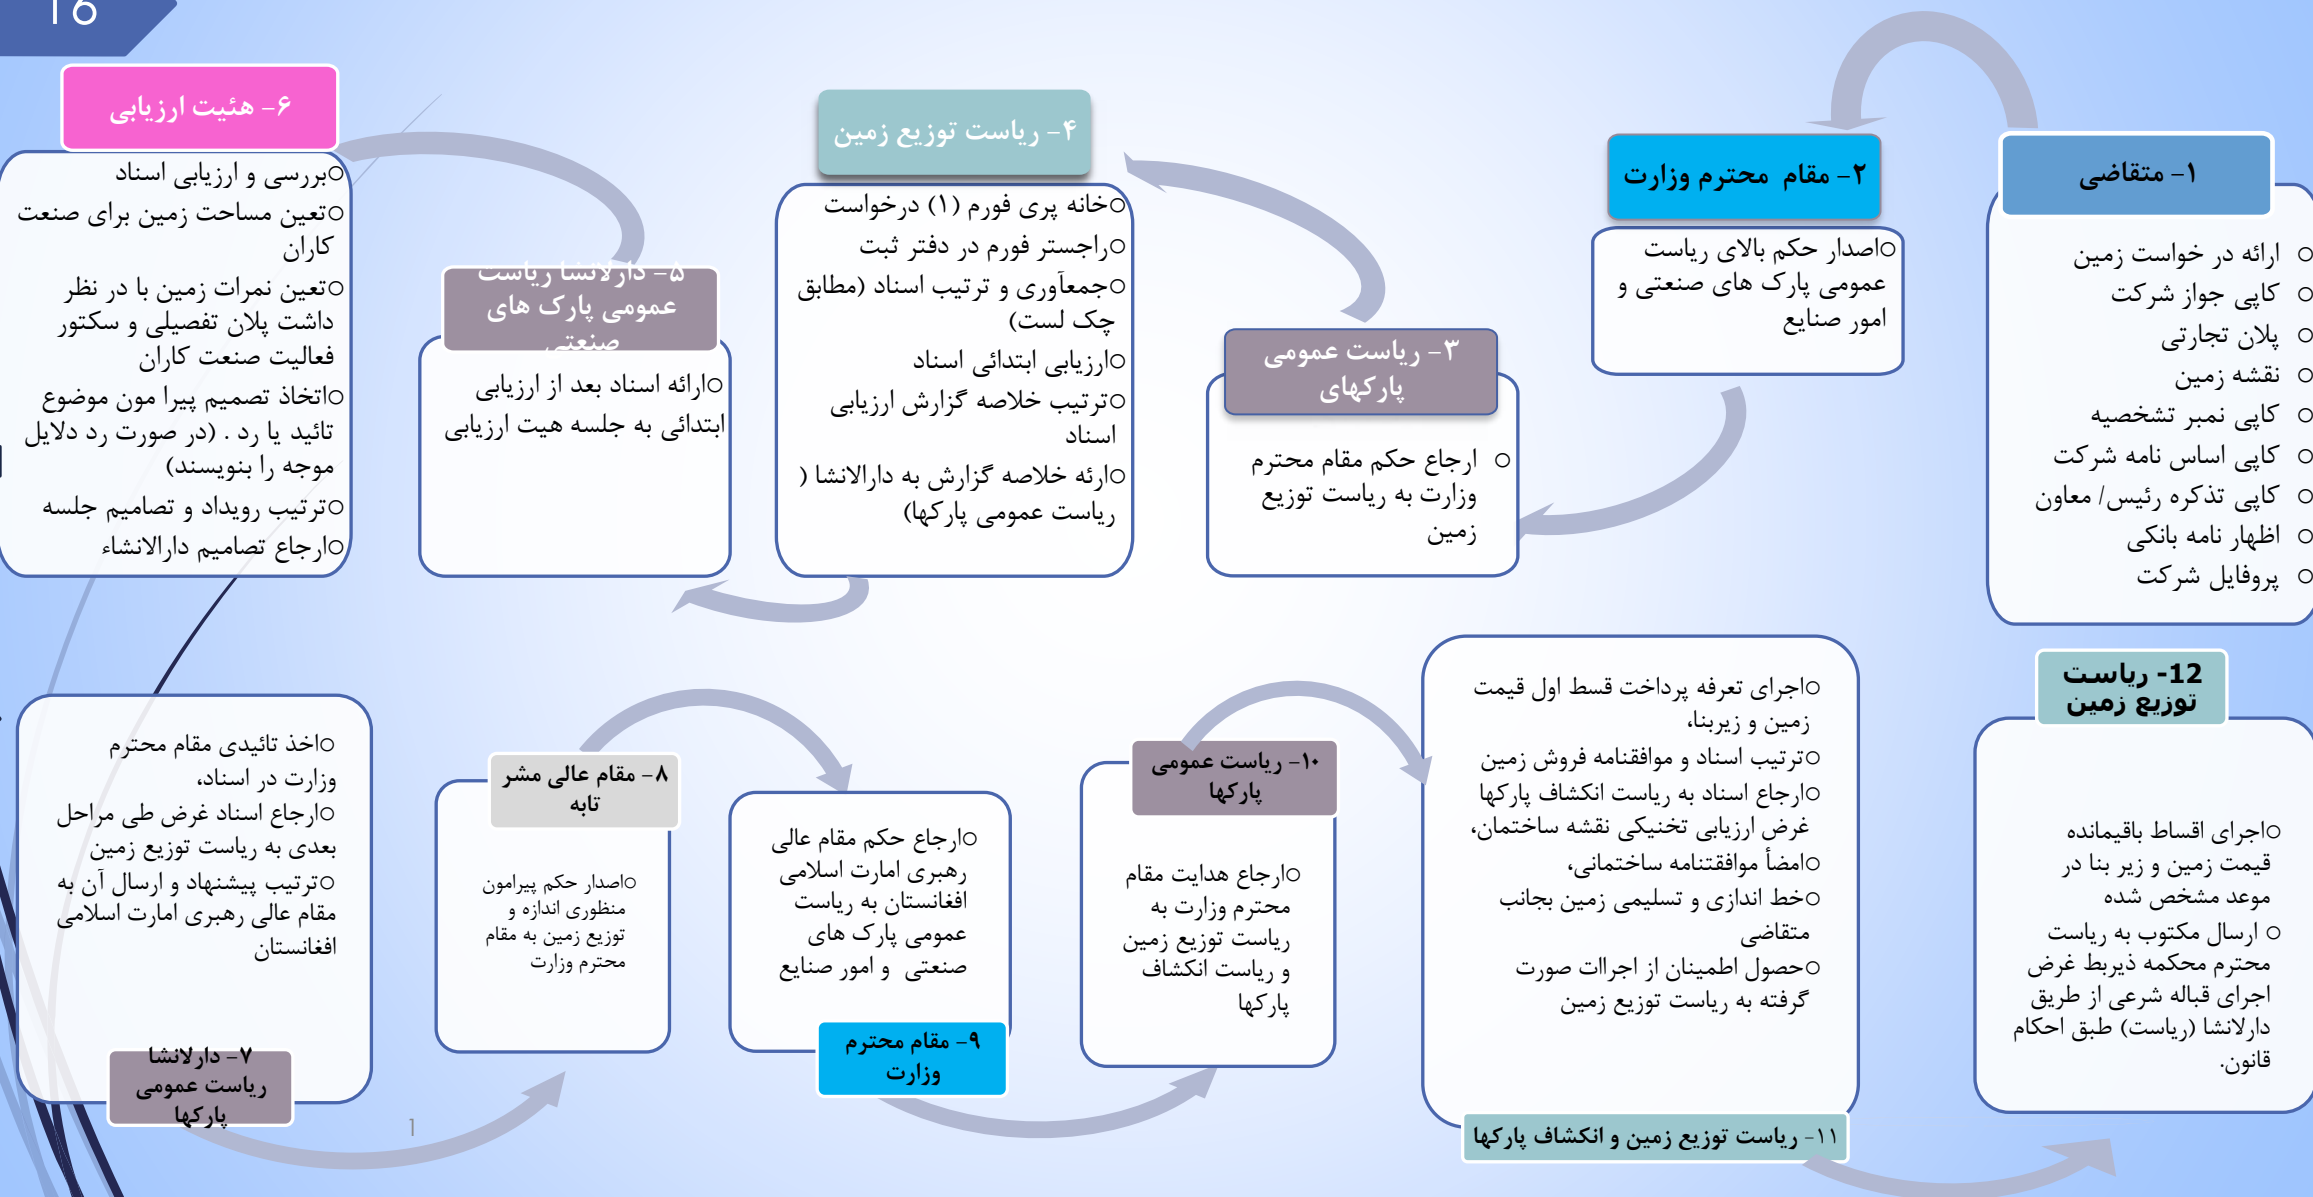 16
۱- متقاضی
○ ارائه در خواست زمین
○ کاپی جواز شرکت
○ پلان تجارتی
○ نقشه زمین
○ کاپی نمبر تشخصیه
○ کاپی اساس نامه شرکت
○ کاپی تذکره رئیس/ معاون
○ اظهار نامه بانکی
○ پروفایل شرکت
۲- مقام محترم وزارت
○اصدار حکم بالای ریاست
عمومی پارک های صنعتی و
امور صنایع
۳- ریاست عمومی
پارکهای
○ ارجاع حکم مقام محترم
وزارت به ریاست توزیع
زمین
۴- ریاست توزیع زمین
○خانه پری فورم (۱) درخواست
○راجستر فورم در دفتر ثبت
○جمعآوری و ترتیب اسناد (مطابق
چک لست)
○ارزیابی ابتدائی اسناد
○ترتیب خلاصه گزارش ارزیابی
اسناد
○ارئه خلاصه گزارش به دارالانشا (
ریاست عمومی پارکها)
۵- دارلانشا ریاست
عمومی پارک های
صنعتی
○ارائه اسناد بعد از ارزیابی
ابتدائی به جلسه هیت ارزیابی
۶- هئیت ارزیابی
○بررسی و ارزیابی اسناد
○تعین مساحت زمین برای صنعت
کاران
○تعین نمرات زمین با در نظر
داشت پلان تفصیلی و سکتور
فعالیت صنعت کاران
○اتخاذ تصمیم پیرا مون موضوع
تائید یا رد . (در صورت رد دلایل
موجه را بنویسند)
○ترتیب رویداد و تصامیم جلسه
○ارجاع تصامیم دارالانشاء
○اخذ تائیدی مقام محترم
وزارت در اسناد،
○ارجاع اسناد غرض طی مراحل
بعدی به ریاست توزیع زمین
○ترتیب پیشنهاد و ارسال آن به
مقام عالی رهبری امارت اسلامی
افغانستان
۷- دارلانشا
ریاست عمومی
پارکها
1
۸- مقام عالی مشر
تابه
○اصدار حکم پیرامون
منظوری اندازه و
توزیع زمین به مقام
محترم وزارت
○ارجاع حکم مقام عالی
رهبری امارت اسلامی
افغانستان به ریاست
عمومی پارک های
صنعتی و امور صنایع
۹- مقام محترم
وزارت
۱۰- ریاست عمومی
پارکها
○ارجاع هدایت مقام
محترم وزارت به
ریاست توزیع زمین
و ریاست انکشاف
پارکها
○اجرای تعرفه پرداخت قسط اول قیمت
زمین و زیربنا،
○ترتیب اسناد و موافقنامه فروش زمین
○ارجاع اسناد به ریاست انکشاف پارکها
غرض ارزیابی تخنیکی نقشه ساختمان،
○امضأ موافقتنامه ساختمانی،
○خط اندازی و تسلیمی زمین بجانب
متقاضی
○حصول اطمینان از اجراات صورت
گرفته به ریاست توزیع زمین
۱۱- ریاست توزیع زمین و انکشاف پارکها
12- ریاست
توزیع زمین
○اجرای اقساط باقیمانده
قیمت زمین و زیر بنا در
موعد مشخص شده
○ ارسال مکتوب به ریاست
محترم محکمه ذیربط غرض
اجرای قباله شرعی از طریق
دارلانشا (ریاست) طبق احکام
قانون.